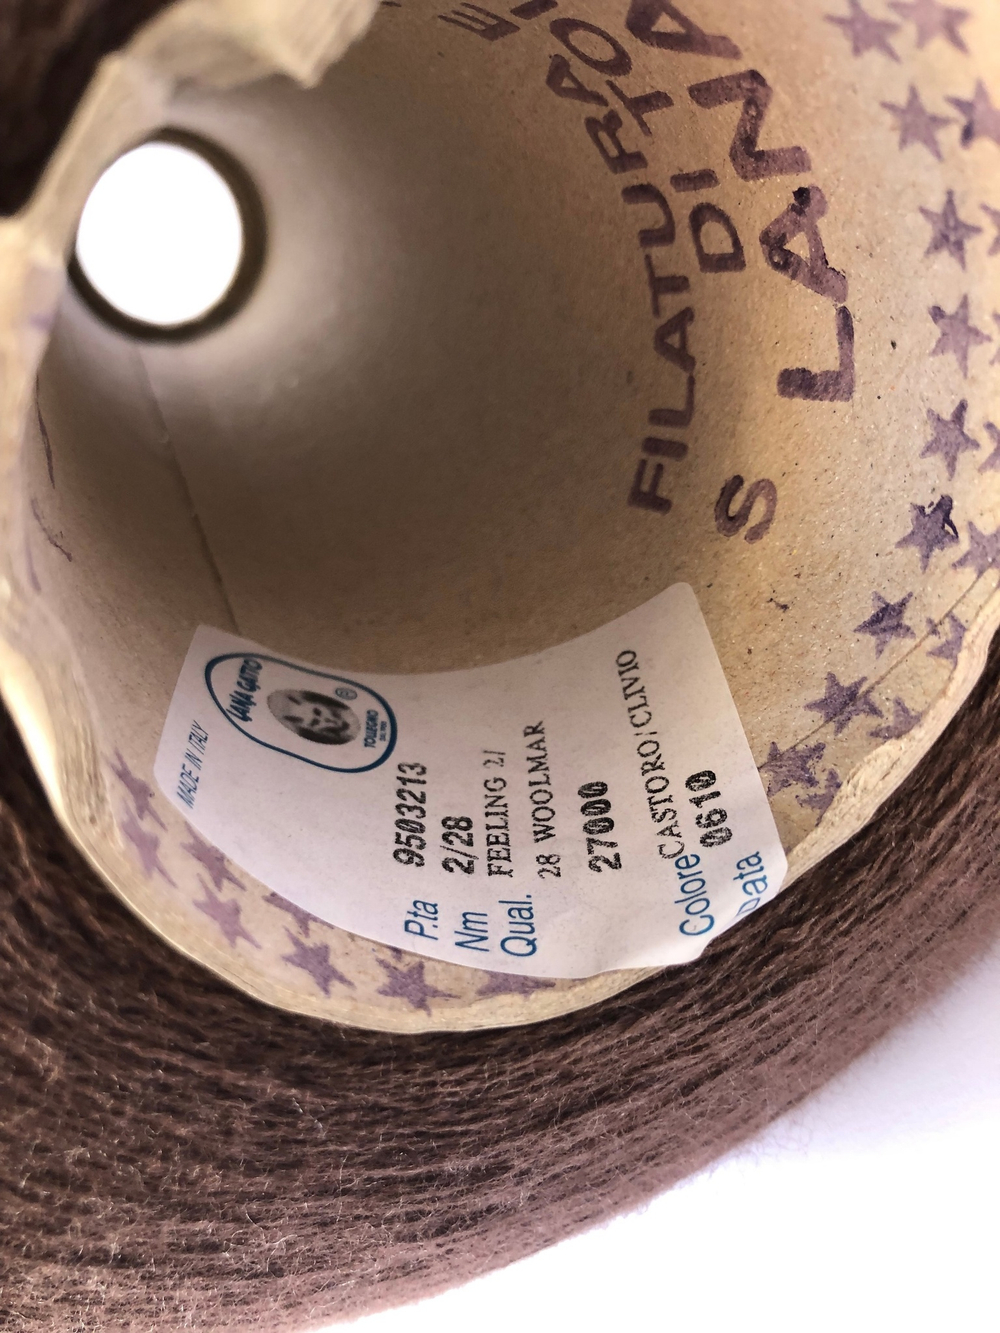 FILATURA
DI
S LANA
MADE IN ITALY
LANA GATTO
®
TOLLEGNO
P.ta 9503213
Nm 2/28
Qual. FEELING 2/
28 WOOLMAR
27000
Colore CASTORO/CLIVIO
Data 0610